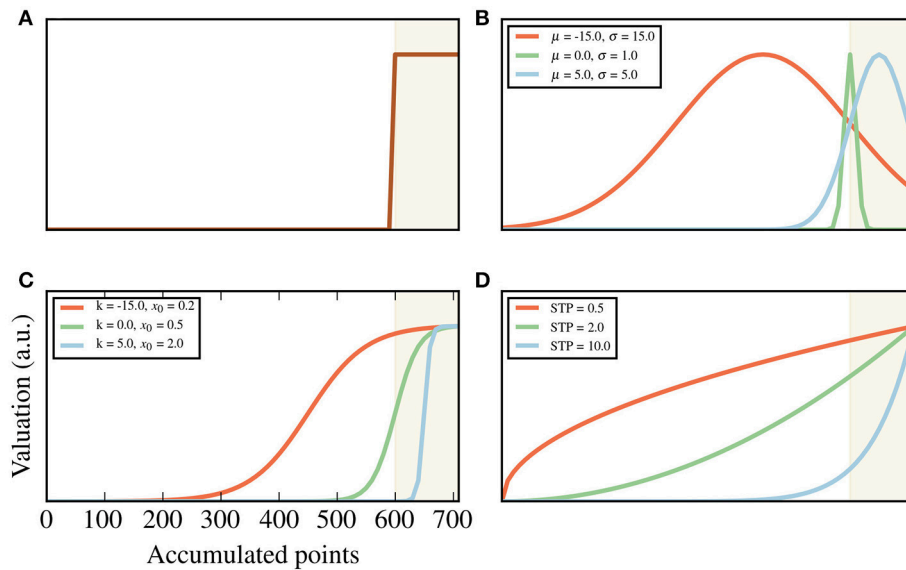 A
B
μ = -15.0, σ = 15.0
μ = 0.0, σ = 1.0
μ = 5.0, σ = 5.0
C
k = -15.0, x₀ = 0.2
k = 0.0, x₀ = 0.5
k = 5.0, x₀ = 2.0
D
STP = 0.5
STP = 2.0
STP = 10.0
Valuation (a.u.)
0 100 200 300 400 500 600 700
Accumulated points